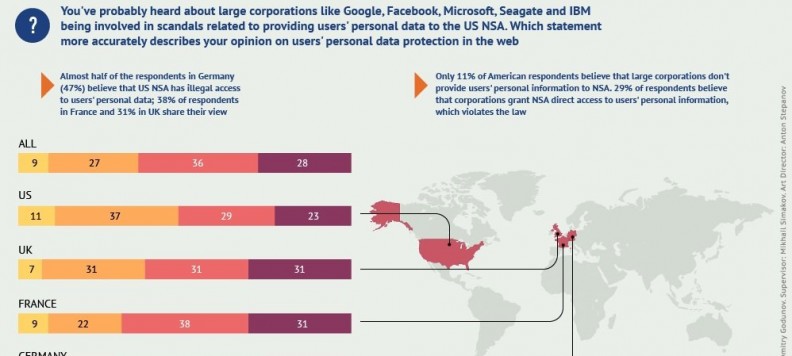 ?
You've probably heard about large corporations like Google, Facebook, Microsoft, Seagate and IBM
being involved in scandals related to providing users' personal data to the US NSA. Which statement
more accurately describes your opinion on users' personal data protection in the web
Almost half of the respondents in Germany
(47%) believe that US NSA has illegal access
to users' personal data; 38% of respondents
in France and 31% in UK share their view
Only 11% of American respondents believe that large corporations don't
provide users' personal information to NSA. 29% of respondents believe
that corporations grant NSA direct access to users' personal information,
which violates the law
ALL
9 27 36 28
US
11 37 29 23
UK
7 31 31 31
FRANCE
9 22 38 31
GERMANY
Godunov. Supervisor: Mikhail Simakov. Art Director: Anton Stepanov